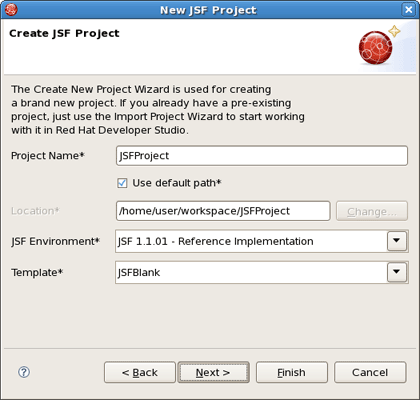 New JSF Project
Create JSF Project
The Create New Project Wizard is used for creating
a brand new project. If you already have a pre-existing
project, just use the Import Project Wizard to start working
with it in Red Hat Developer Studio.
Project Name* JSFProject
Use default path*
Location* /home/user/workspace/JSFProject Change...
JSF Environment* JSF 1.1.01 - Reference Implementation
Template* JSFBlank
? < Back Next > Finish Cancel